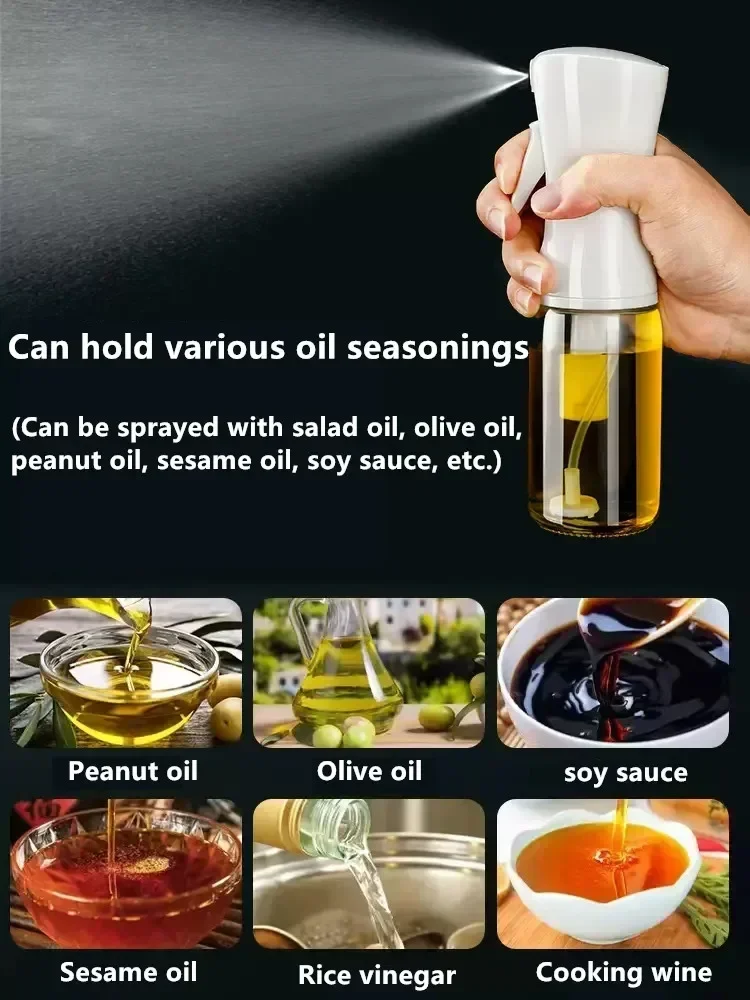 Can hold various oil seasonings
(Can be sprayed with salad oil, olive oil,
peanut oil, sesame oil, soy sauce, etc.)
Peanut oil
Olive oil
soy sauce
Sesame oil
Rice vinegar
Cooking wine